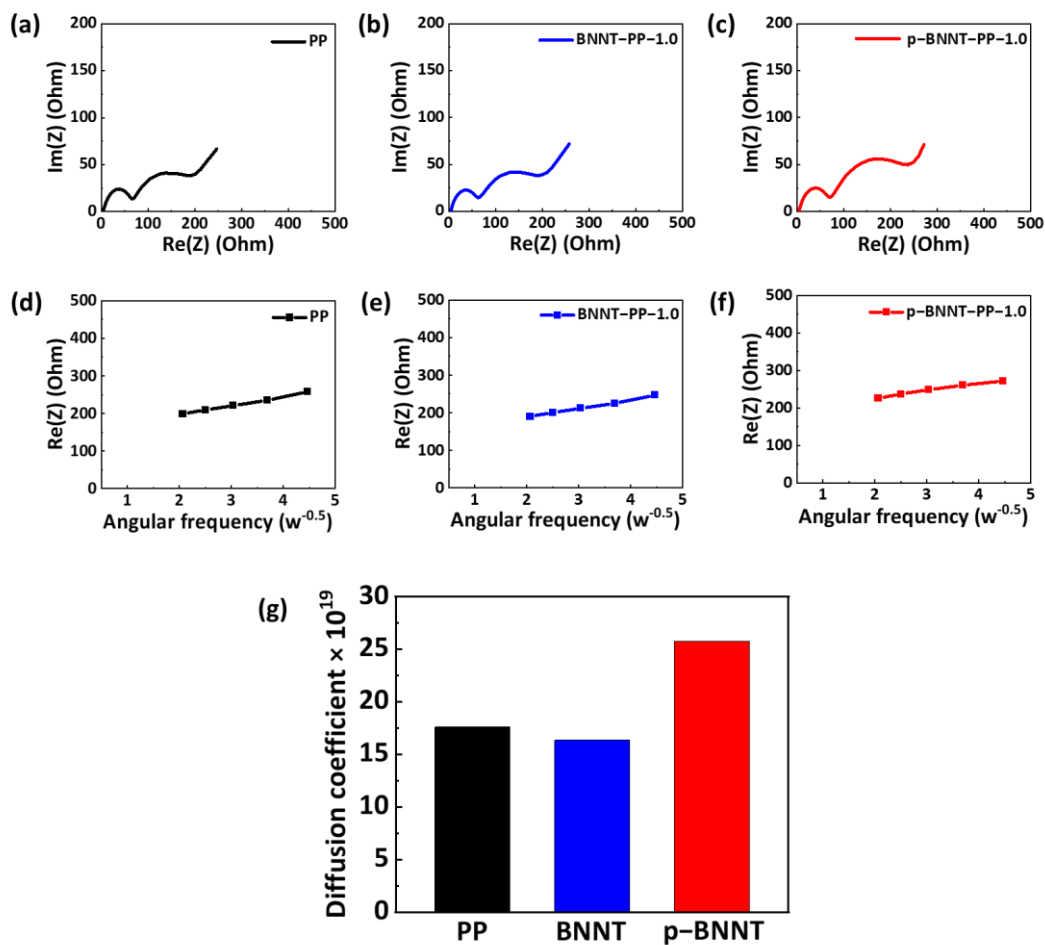 (a)
200
150
100
50
0
Im(Z) (Ohm)
PP
0 100 200 300 400 500
Re(Z) (Ohm)
(b)
200
150
100
50
0
Im(Z) (Ohm)
BNNT−PP−1.0
0 100 200 300 400 500
Re(Z) (Ohm)
(c)
200
150
100
50
0
Im(Z) (Ohm)
p−BNNT−PP−1.0
0 100 200 300 400 500
Re(Z) (Ohm)
(d)
500
400
300
200
100
0
Re(Z) (Ohm)
PP
1 2 3 4 5
Angular frequency (w^-0.5)
(e)
500
400
300
200
100
0
Re(Z) (Ohm)
BNNT−PP−1.0
1 2 3 4 5
Angular frequency (w^-0.5)
(f)
500
400
300
200
100
0
Re(Z) (Ohm)
p−BNNT−PP−1.0
1 2 3 4 5
Angular frequency (w^-0.5)
(g)
30
25
20
15
10
5
0
Diffusion coefficient × 10^19
PP BNNT p−BNNT